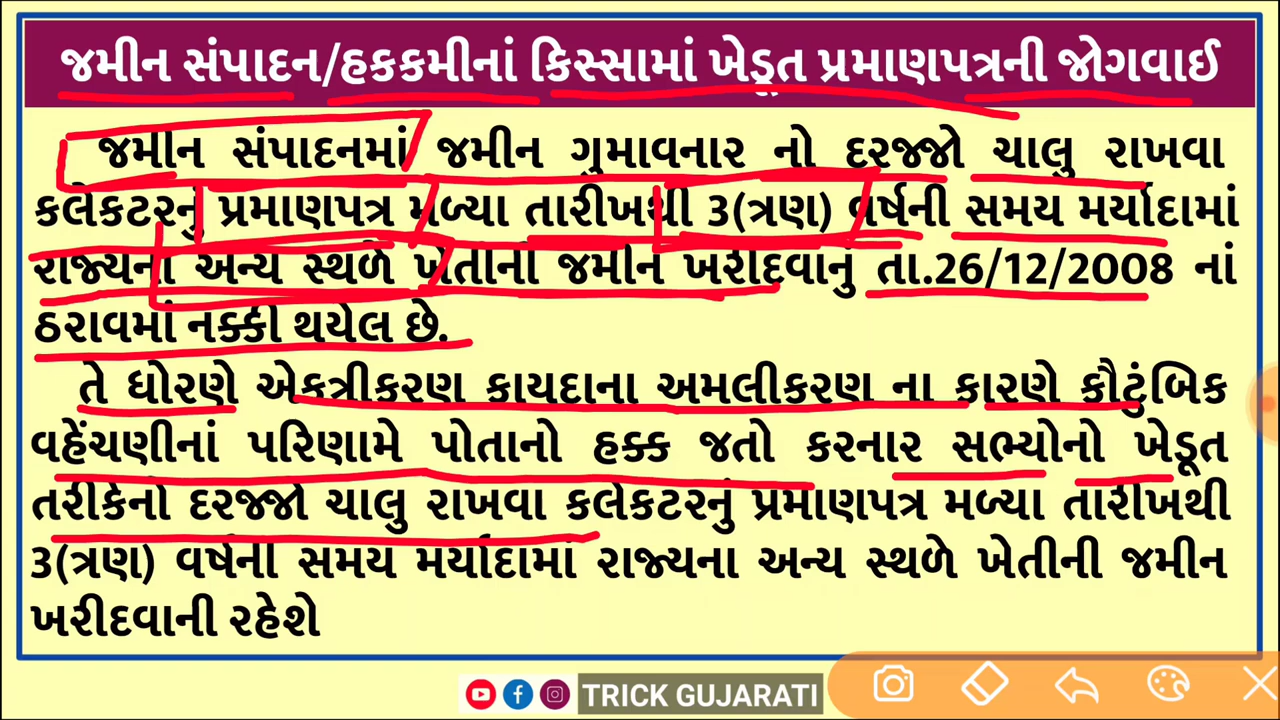 જમીન સંપાદન/હકકમીનાં કિસ્સામાં ખેડૂત પ્રમાણપત્રની જોગવાઈ
જમીન સંપાદનમાં જમીન ગુમાવનાર નો દરજ્જો ચાલુ રાખવા
કલેકટરનું પ્રમાણપત્ર મળ્યા તારીખથી 3(ત્રણ) વર્ષની સમય મર્યાદામાં
રાજ્યના અન્ય સ્થળે ખેતીની જમીન ખરીદવાનું તા.26/12/2008 નાં
ઠરાવમાં નક્કી થયેલ છે.
તે ધોરણે એકત્રીકરણ કાયદાના અમલીકરણ ના કારણે કૌટુંબિક
વહેંચણીનાં પરિણામે પોતાનો હક્ક જતો કરનાર સભ્યોનો ખેડૂત
તરીકેનો દરજ્જો ચાલુ રાખવા કલેકટરનું પ્રમાણપત્ર મળ્યા તારીખથી
3(ત્રણ) વર્ષની સમય મર્યાદામાં રાજ્યના અન્ય સ્થળે ખેતીની જમીન
ખરીદવાની રહેશે
TRICK GUJARATI